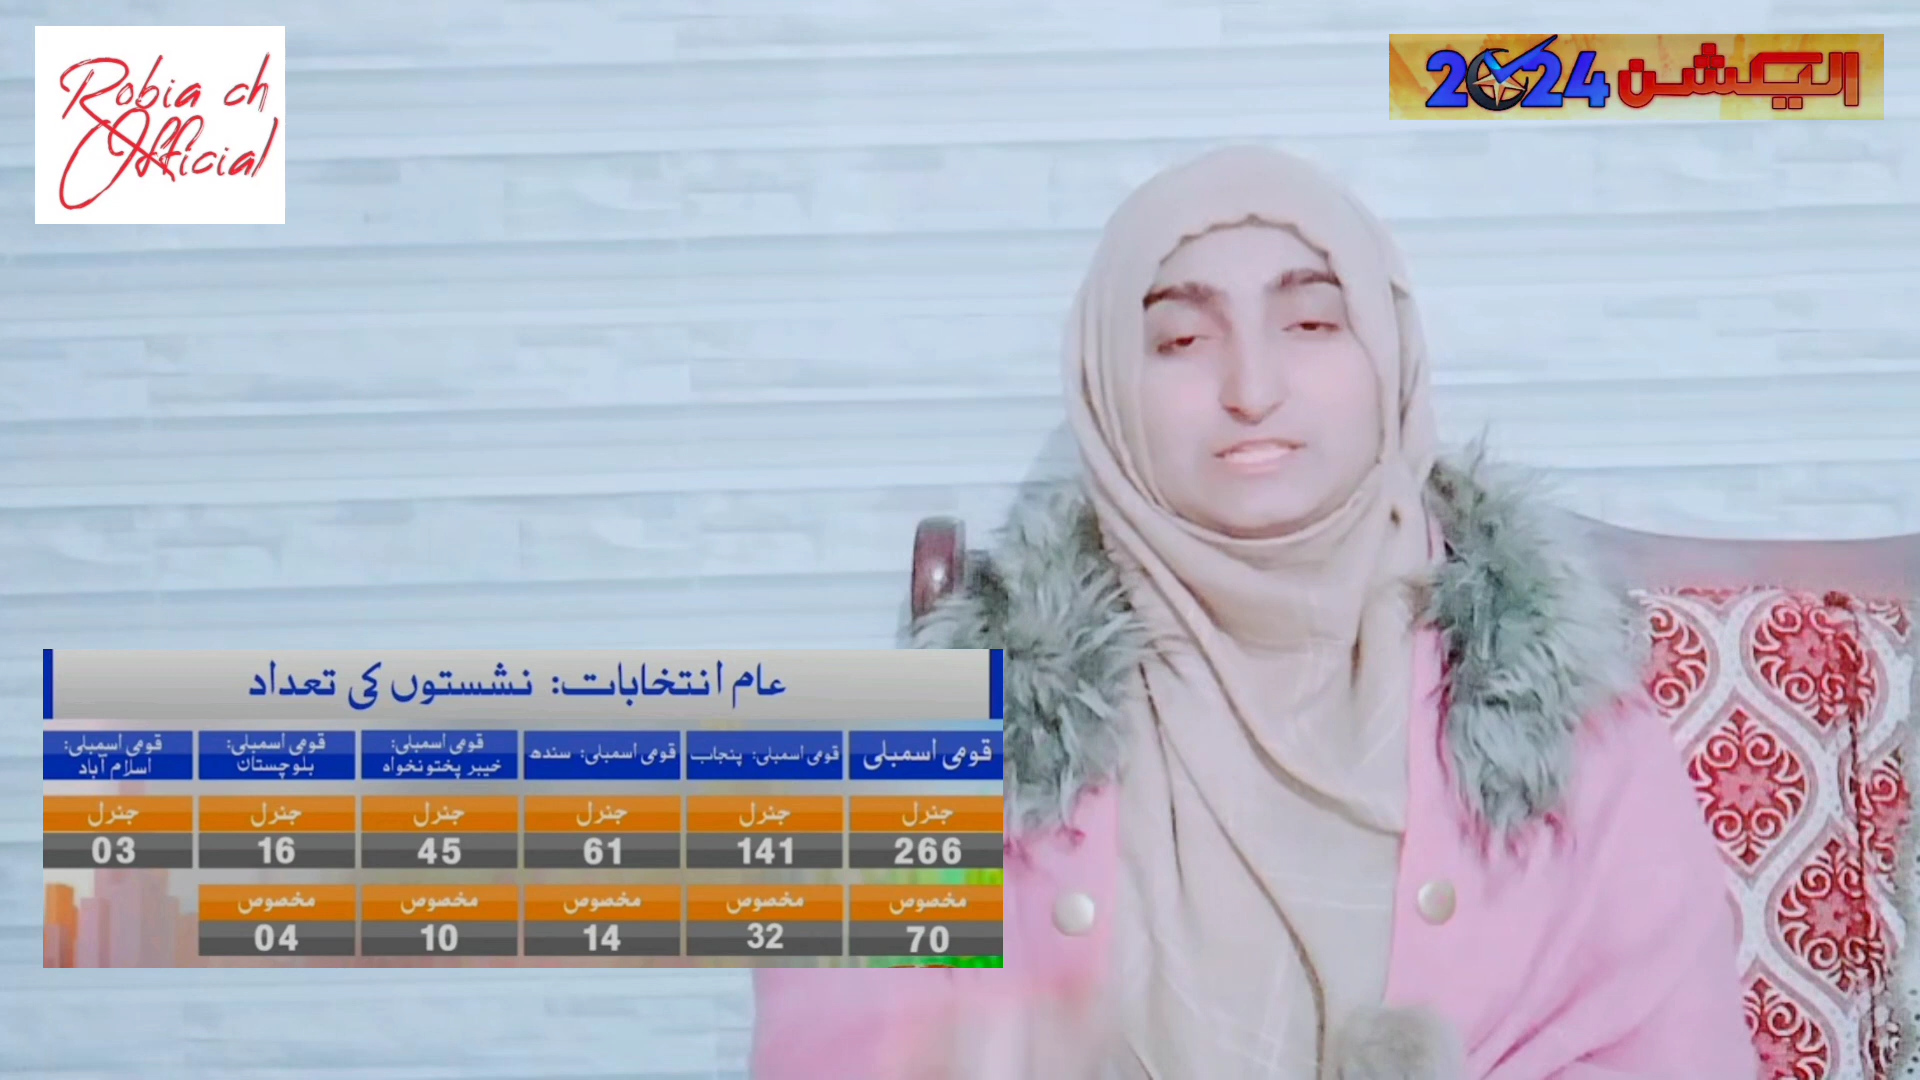 Robia ch
Official
الیکشن 2024
عام انتخابات: نشستوں کی تعداد
قومی اسمبلی
قومی اسمبلی: پنجاب
قومی اسمبلی: سندھ
قومی اسمبلی:
خیبر پختونخواہ
قومی اسمبلی:
بلوچستان
قومی اسمبلی:
اسلام آباد
جنرل جنرل جنرل جنرل جنرل جنرل
266 141 61 45 16 03
مخصوص مخصوص مخصوص مخصوص مخصوص
70 32 14 10 04